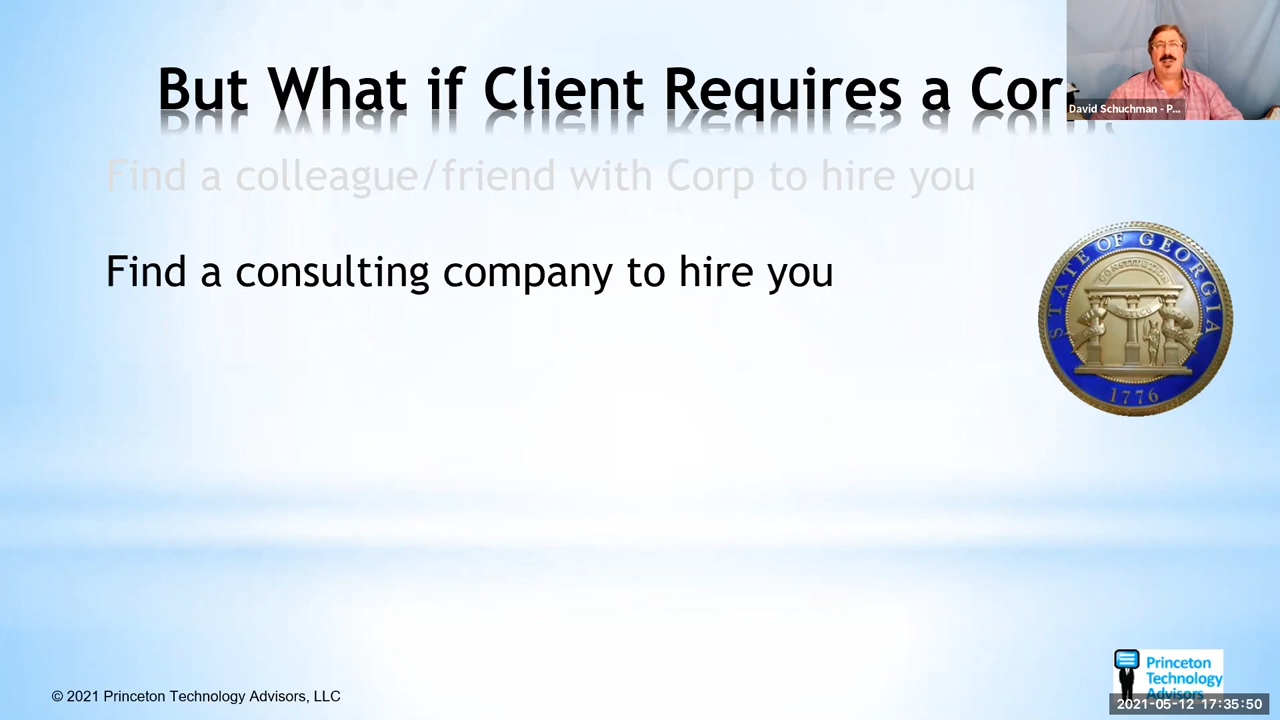 But What if Client Requires a Cor
David Schuchman - P...
Find a colleague/friend with Corp to hire you
Find a consulting company to hire you
STATE OF GEORGIA
CONSTITUTION
1776
Princeton
Technology
Advisors
© 2021 Princeton Technology Advisors, LLC
2021-05-12 17:35:50